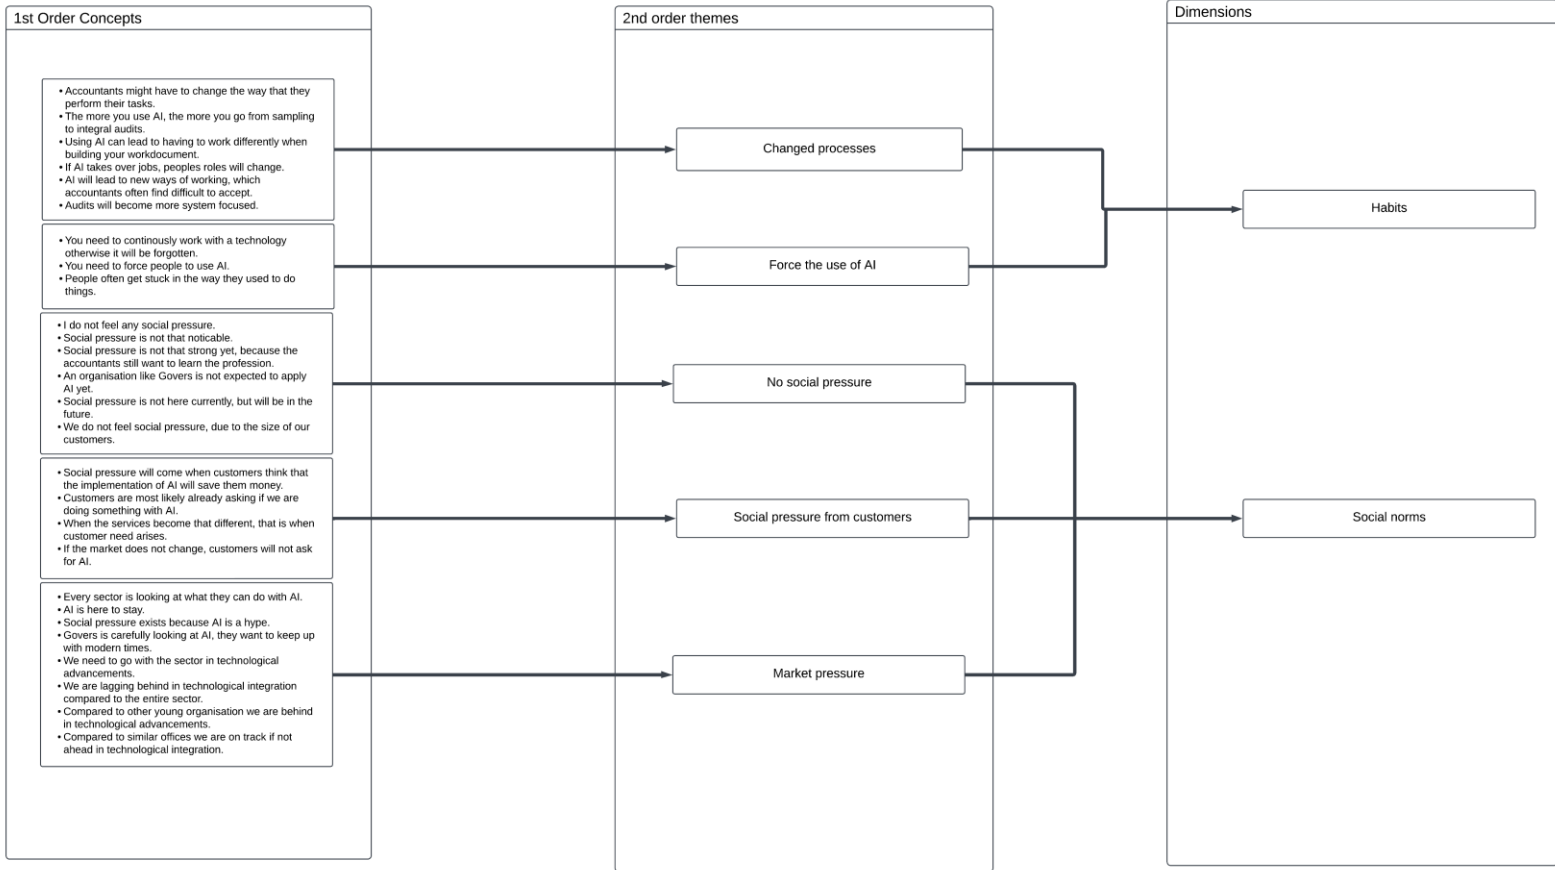 1st Order Concepts
• Accountants might have to change the way that they
perform their tasks.
• The more you use AI, the more you go from sampling
to integral audits.
• Using AI can lead to having to work differently when
building your workdocument.
• If AI takes over jobs, peoples roles will change.
• AI will lead to new ways of working, which
accountants often find difficult to accept.
• Audits will become more system focused.
• You need to continously work with a technology
otherwise it will be forgotten.
• You need to force people to use AI.
• People often get stuck in the way they used to do
things.
• I do not feel any social pressure.
• Social pressure is not that noticable.
• Social pressure is not that strong yet, because the
accountants still want to learn the profession.
• An organisation like Govers is not expected to apply
AI yet.
• Social pressure is not here currently, but will be in the
future.
• We do not feel social pressure, due to the size of our
customers.
• Social pressure will come when customers think that
the implementation of AI will save them money.
• Customers are most likely already asking if we are
doing something with AI.
• When the services become that different, that is when
customer need arises.
• If the market does not change, customers will not ask
for AI.
• Every sector is looking at what they can do with AI.
• AI is here to stay.
• Social pressure exists because AI is a hype.
• Govers is carefully looking at AI, they want to keep up
with modern times.
• We need to go with the sector in technological
advancements.
• We are lagging behind in technological integration
compared to the entire sector.
• Compared to other young organisation we are behind
in technological advancements.
• Compared to similar offices we are on track if not
ahead in technological integration.
2nd order themes
Changed processes
Force the use of AI
No social pressure
Social pressure from customers
Market pressure
Dimensions
Habits
Social norms